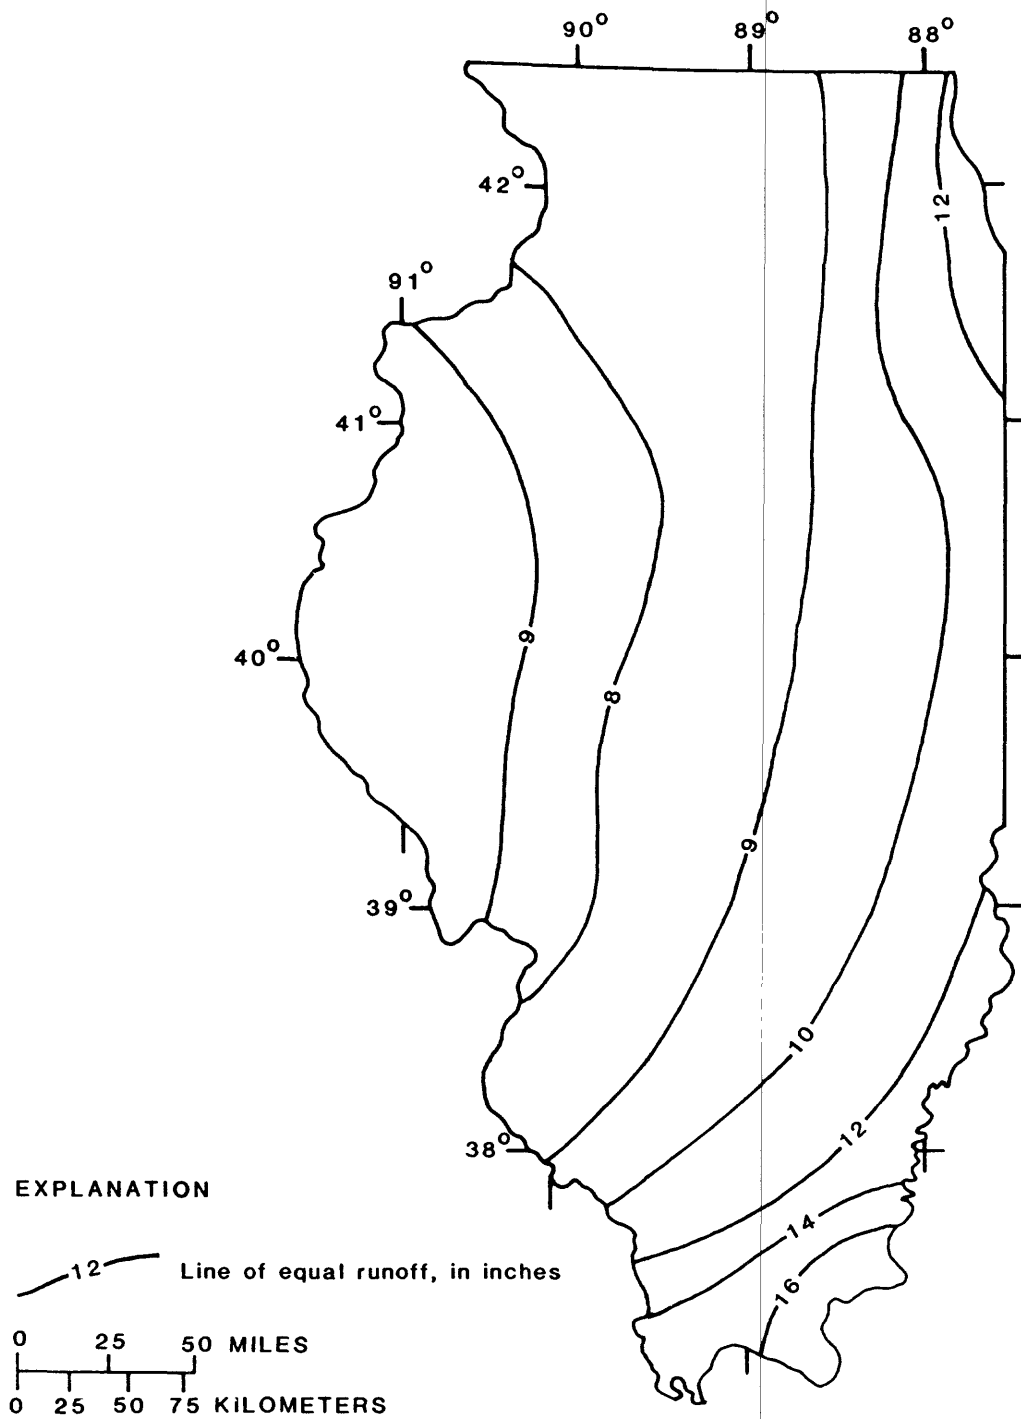 90° 89° 88°
42°
12
91°
41°
9
40°
8
9
39°
10
12
38°
14
EXPLANATION
12 Line of equal runoff, in inches
16
0 25 50 MILES
0 25 50 75 KILOMETERS